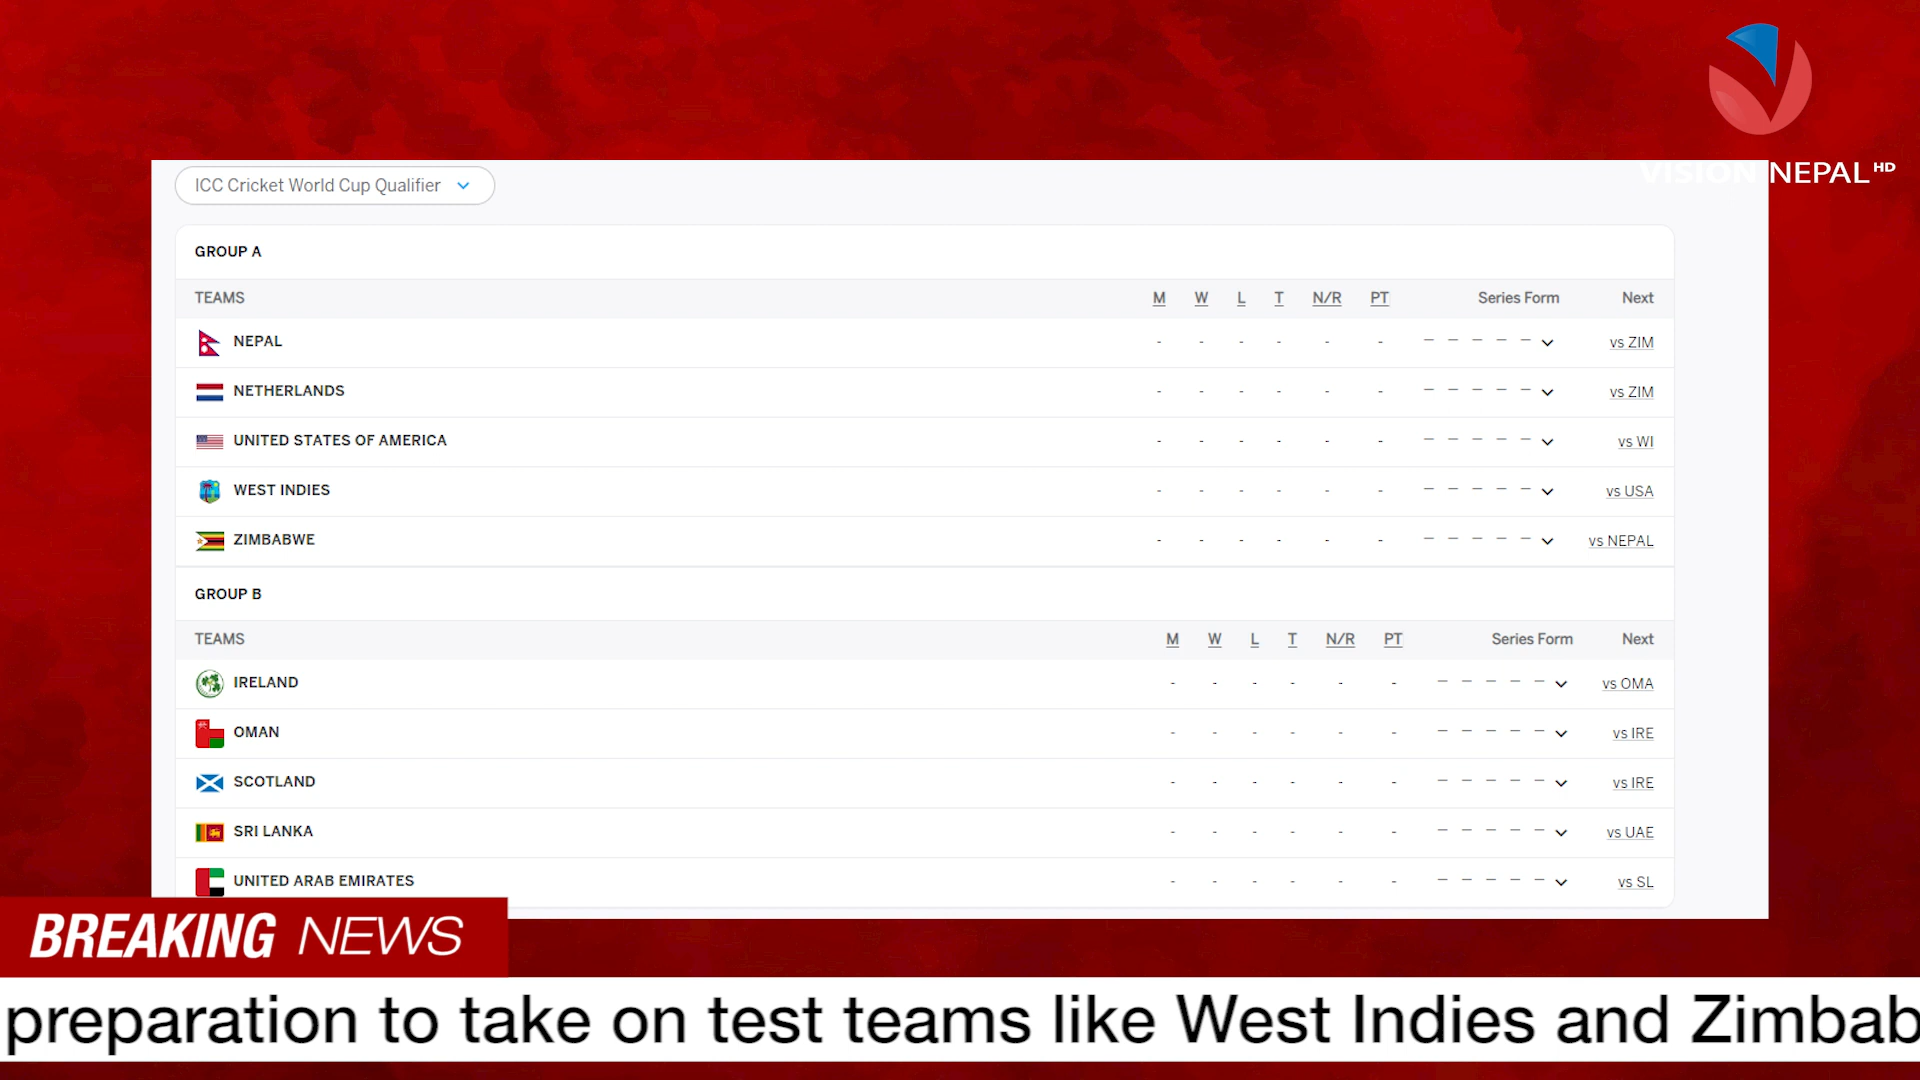 VISION NEPAL HD
ICC Cricket World Cup Qualifier
GROUP A
TEAMS M W L T N/R PT Series Form Next
NEPAL - - - - - - – – – – – vs ZIM
NETHERLANDS - - - - - - – – – – – vs ZIM
UNITED STATES OF AMERICA - - - - - - – – – – – vs WI
WEST INDIES - - - - - - – – – – – vs USA
ZIMBABWE - - - - - - – – – – – vs NEPAL
GROUP B
TEAMS M W L T N/R PT Series Form Next
IRELAND - - - - - - – – – – – vs OMA
OMAN - - - - - - – – – – – vs IRE
SCOTLAND - - - - - - – – – – – vs IRE
SRI LANKA - - - - - - – – – – – vs UAE
UNITED ARAB EMIRATES - - - - - - – – – – – vs SL
BREAKING NEWS
preparation to take on test teams like West Indies and Zimbab